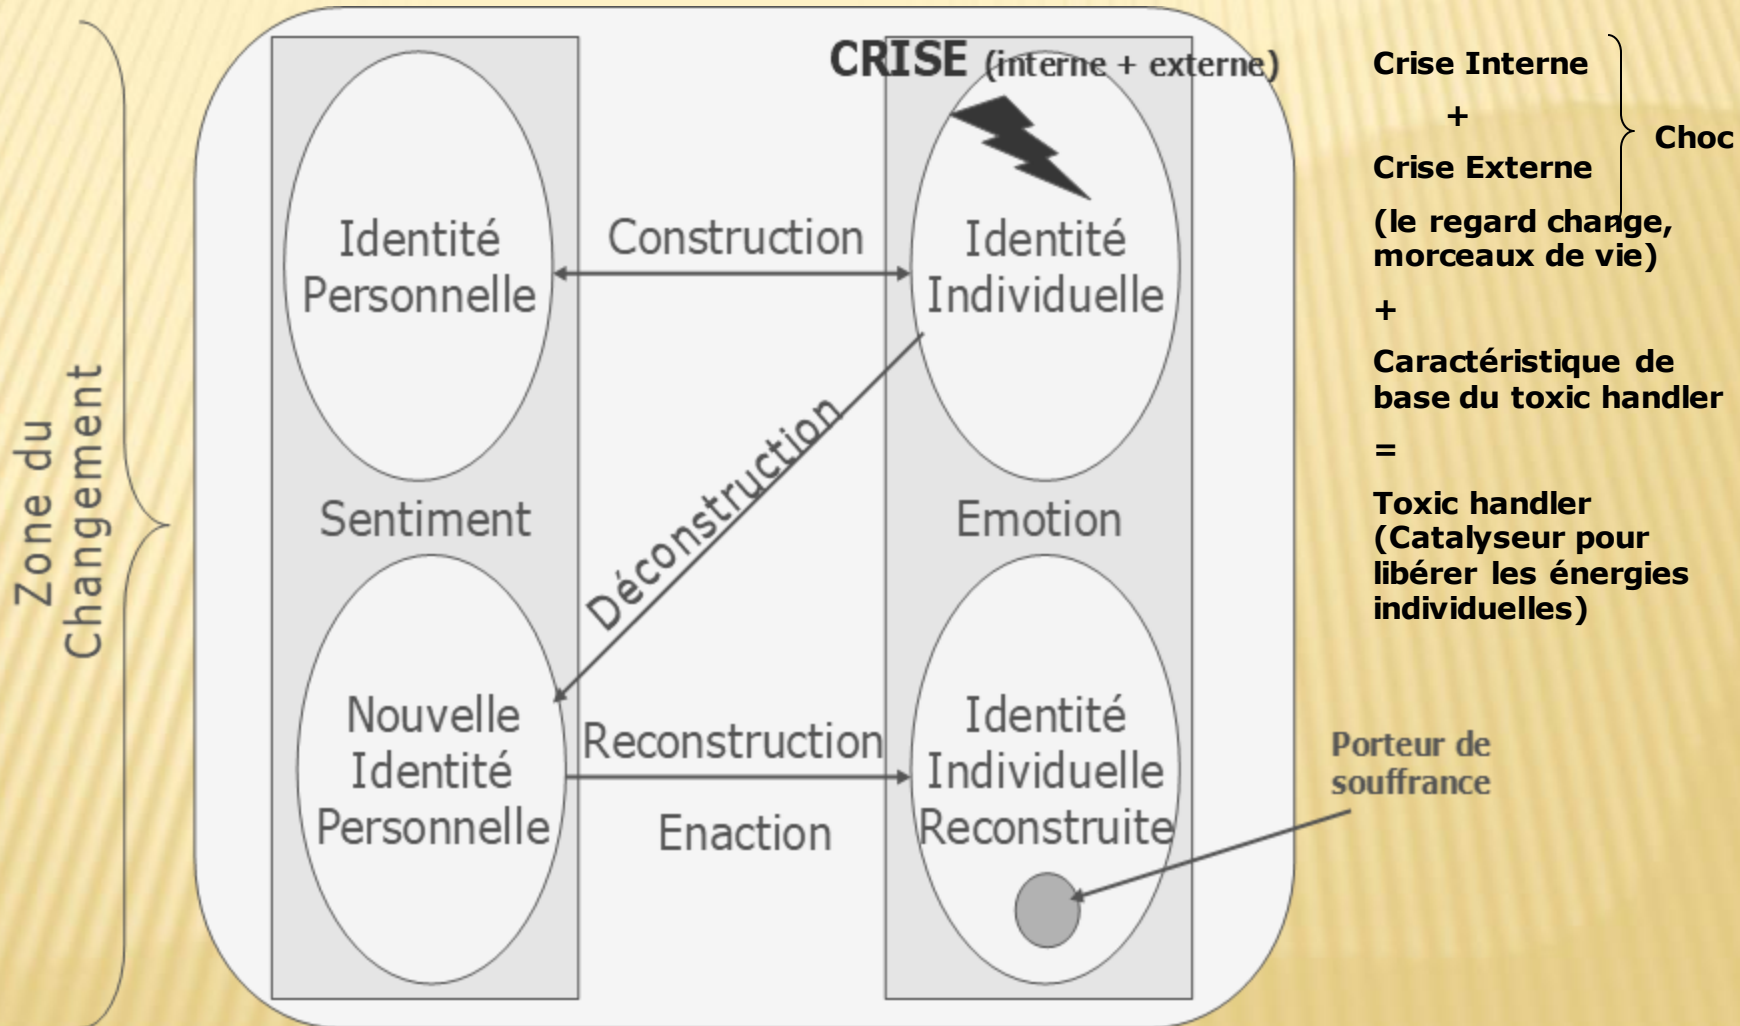 Zone du
Changement
CRISE (interne + externe)
Identité
Personnelle
Construction
Identité
Individuelle
Sentiment
Déconstruction
Emotion
Nouvelle
Identité
Personnelle
Reconstruction
Enaction
Identité
Individuelle
Reconstruite
Crise Interne
+
Crise Externe
Choc
(le regard change,
morceaux de vie)
+
Caractéristique de
base du toxic handler
=
Toxic handler
(Catalyseur pour
libérer les énergies
individuelles)
Porteur de
souffrance